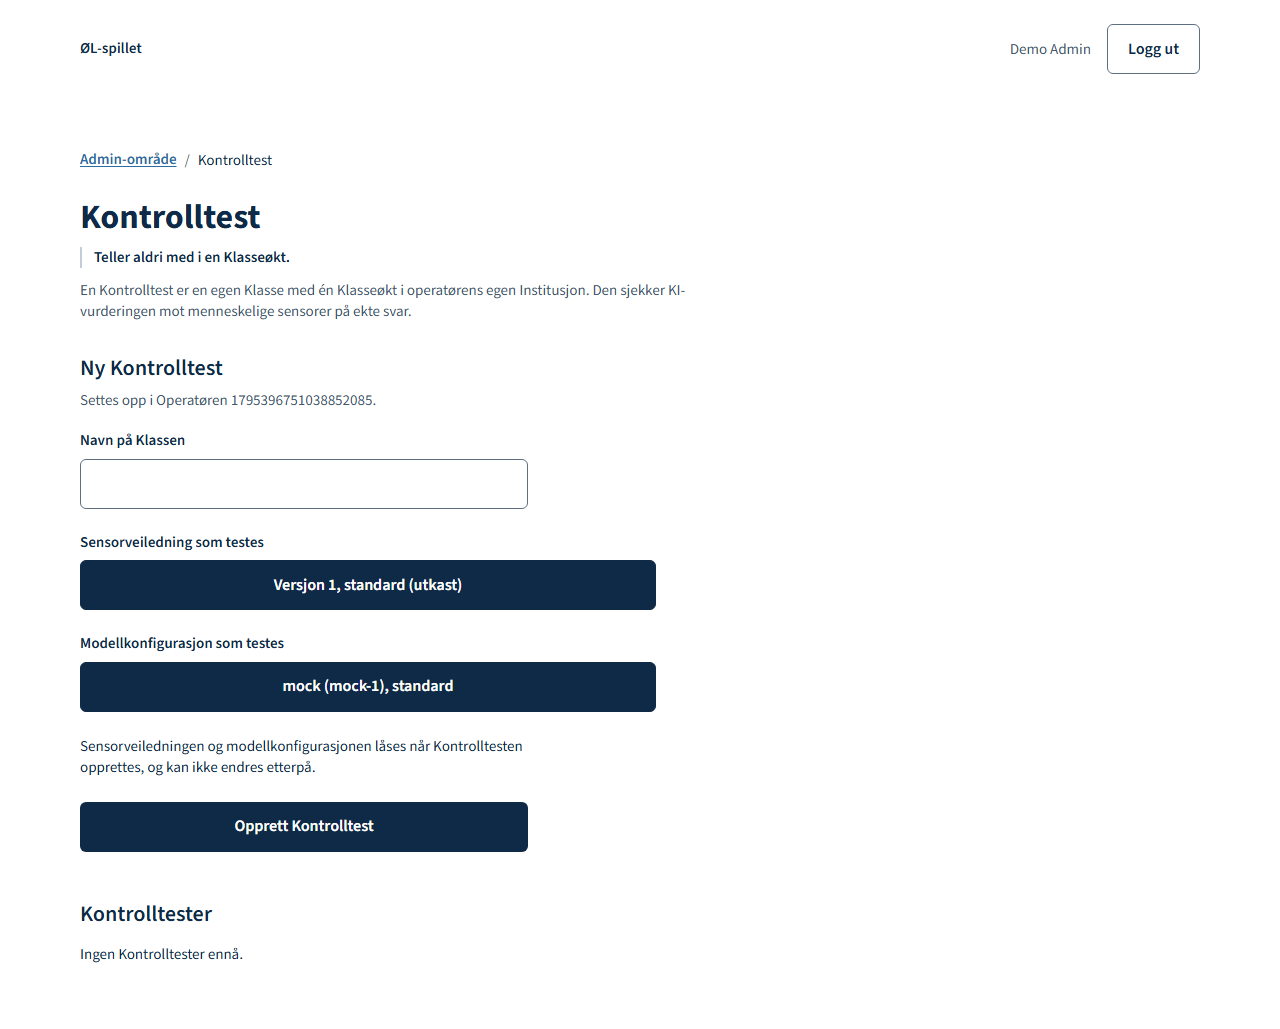 ØL-spillet
Demo Admin
Logg ut
Admin-område / Kontrolltest
Kontrolltest
Teller aldri med i en Klasseøkt.
En Kontrolltest er en egen Klasse med én Klasseøkt i operatørens egen Institusjon. Den sjekker KI-
vurderingen mot menneskelige sensorer på ekte svar.
Ny Kontrolltest
Settes opp i Operatøren 1795396751038852085.
Navn på Klassen
Sensorveiledning som testes
Versjon 1, standard (utkast)
Modellkonfigurasjon som testes
mock (mock-1), standard
Sensorveiledningen og modellkonfigurasjonen låses når Kontrolltesten
opprettes, og kan ikke endres etterpå.
Opprett Kontrolltest
Kontrolltester
Ingen Kontrolltester ennå.